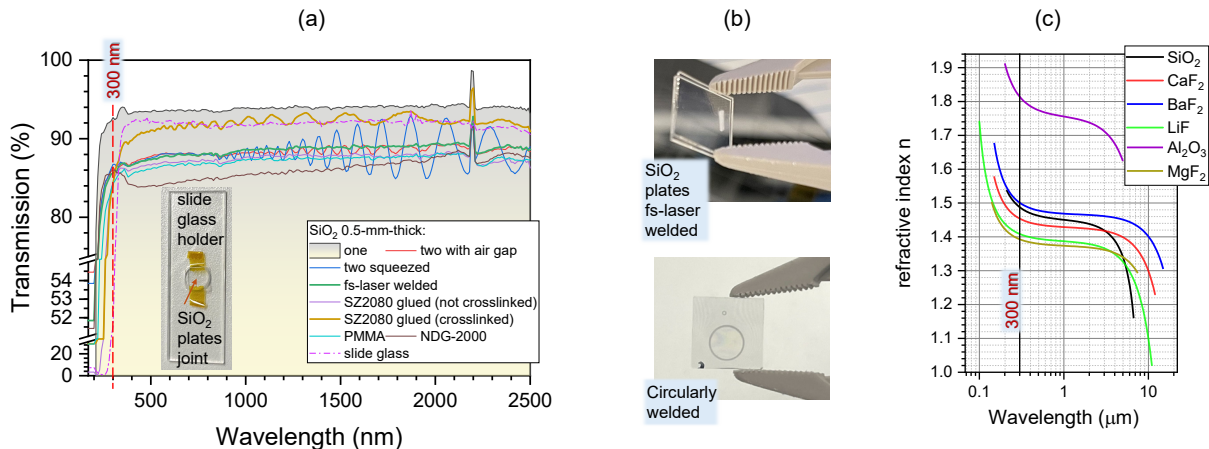 (a)
100
90
80
54
53
52
20
0
Transmission (%)
300 nm
500
1000
1500
2000
2500
Wavelength (nm)
slide
glass
holder
SiO₂
plates
joint
SiO₂ 0.5-mm-thick:
one two with air gap
two squeezed
fs-laser welded
SZ2080 glued (not crosslinked)
SZ2080 glued (crosslinked)
PMMA NDG-2000
slide glass
(b)
SiO₂
plates
fs-laser
welded
Circularly
welded
(c)
1.9
1.8
1.7
1.6
1.5
1.4
1.3
1.2
1.1
1.0
refractive index n
300 nm
SiO₂
CaF₂
BaF₂
LiF
Al₂O₃
MgF₂
0.1
1
10
Wavelength (μm)